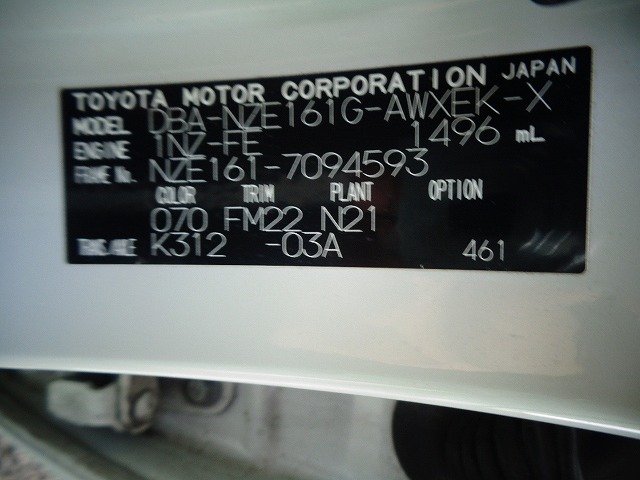 TOYOTA MOTOR CORPORATION JAPAN
MODEL DBA-NZE161G-AWXEK-X
ENGINE 1NZ-FE 1496 mL
FRAME No. NZE161-7094593
COLOR TRIM PLANT OPTION
070 FM22 N21
TRANS/AXLE K312 -03A 461